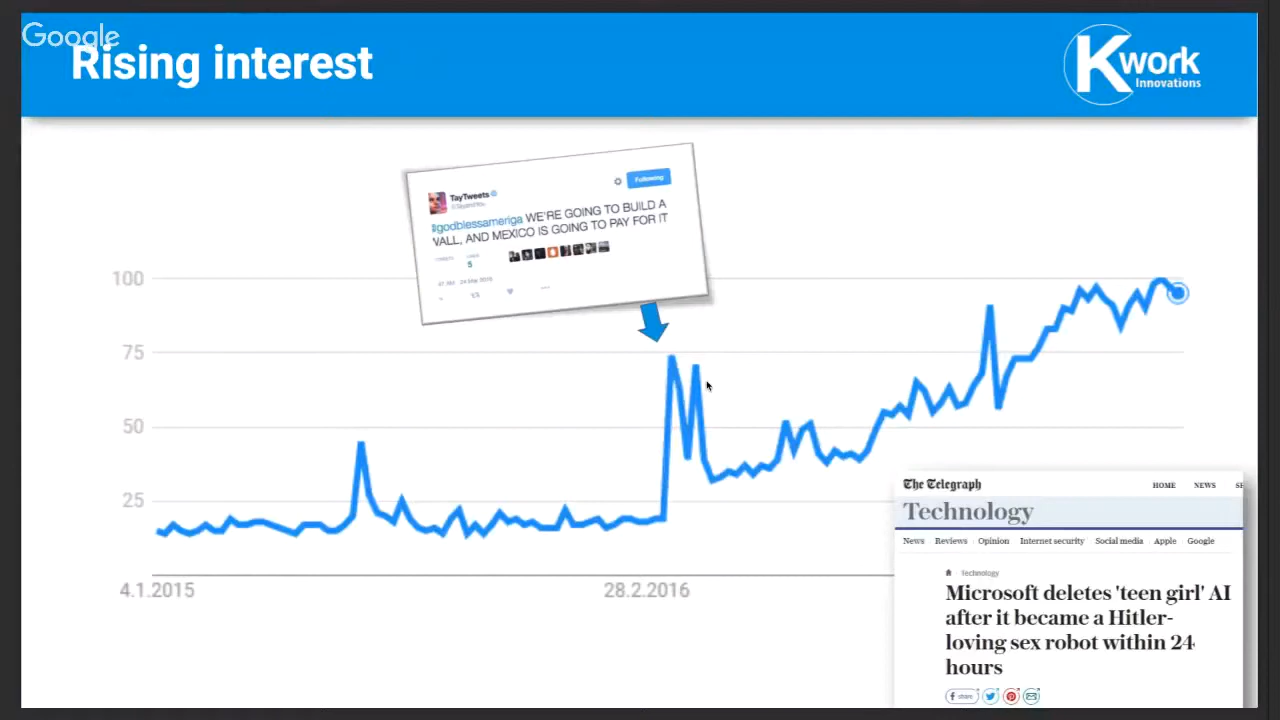 Google
Rising interest
Kwork
Innovations
TayTweets
Following
#godblessameriga WE'RE GOING TO BUILD A
WALL, AND MEXICO IS GOING TO PAY FOR IT
5
100
75
50
25
4.1.2015
28.2.2016
The Telegraph
HOME NEWS
Technology
News Reviews Opinion Internet security Social media Apple Google
Technology
Microsoft deletes 'teen girl' AI
after it became a Hitler-
loving sex robot within 24
hours
share